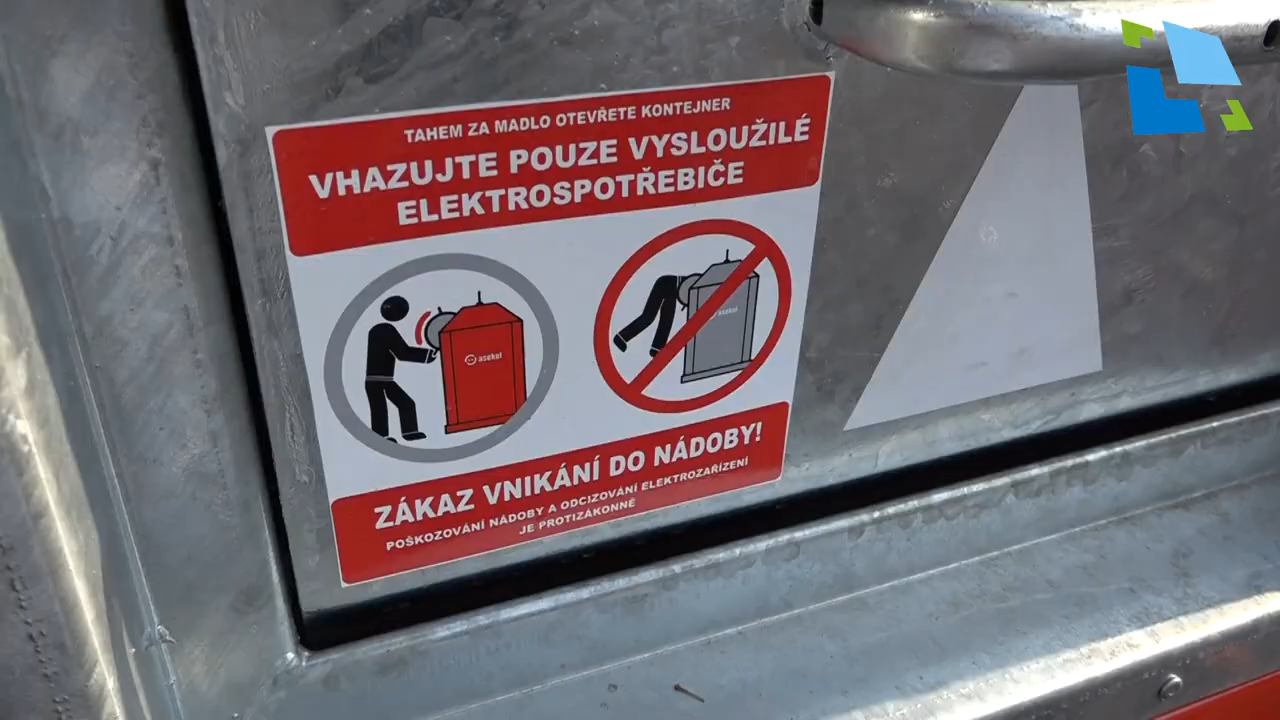 TAHEM ZA MADLO OTEVŘETE KONTEJNER
VHAZUJTE POUZE VYSLOUŽILÉ
ELEKTROSPOTŘEBIČE
asekol
asekol
ZÁKAZ VNIKÁNÍ DO NÁDOBY!
POŠKOZOVÁNÍ NÁDOBY A ODCIZOVÁNÍ ELEKTROZAŘÍZENÍ
JE PROTIZÁKONNÉ